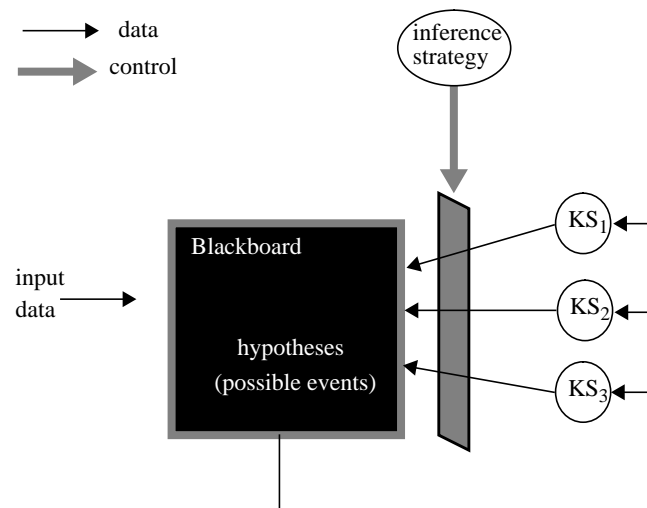 data
control
inference
strategy
KS1
Blackboard
input
data
KS2
hypotheses
(possible events)
KS3